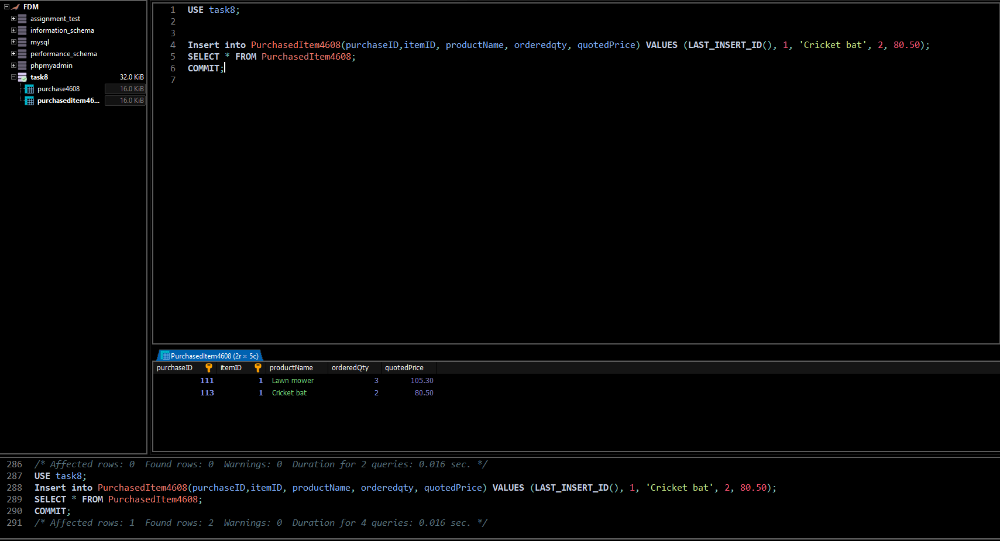 FDM
assignment_test
information_schema
mysql
performance_schema
phpmyadmin
task8 32.0 KiB
purchase4608 16.0 KiB
purchaseditem46... 16.0 KiB
1 USE task8;
2
3
4 Insert into PurchasedItem4608(purchaseID,itemID, productName, orderedqty, quotedPrice) VALUES (LAST_INSERT_ID(), 1, 'Cricket bat', 2, 80.50);
5 SELECT * FROM PurchasedItem4608;
6 COMMIT;
7
PurchasedItem4608 (2r × 5c)
purchaseID itemID productName orderedQty quotedPrice
111 1 Lawn mower 3 105.30
113 1 Cricket bat 2 80.50
286 /* Affected rows: 0 Found rows: 0 Warnings: 0 Duration for 2 queries: 0.016 sec. */
287 USE task8;
288 Insert into PurchasedItem4608(purchaseID,itemID, productName, orderedqty, quotedPrice) VALUES (LAST_INSERT_ID(), 1, 'Cricket bat', 2, 80.50);
289 SELECT * FROM PurchasedItem4608;
290 COMMIT;
291 /* Affected rows: 1 Found rows: 2 Warnings: 0 Duration for 4 queries: 0.016 sec. */